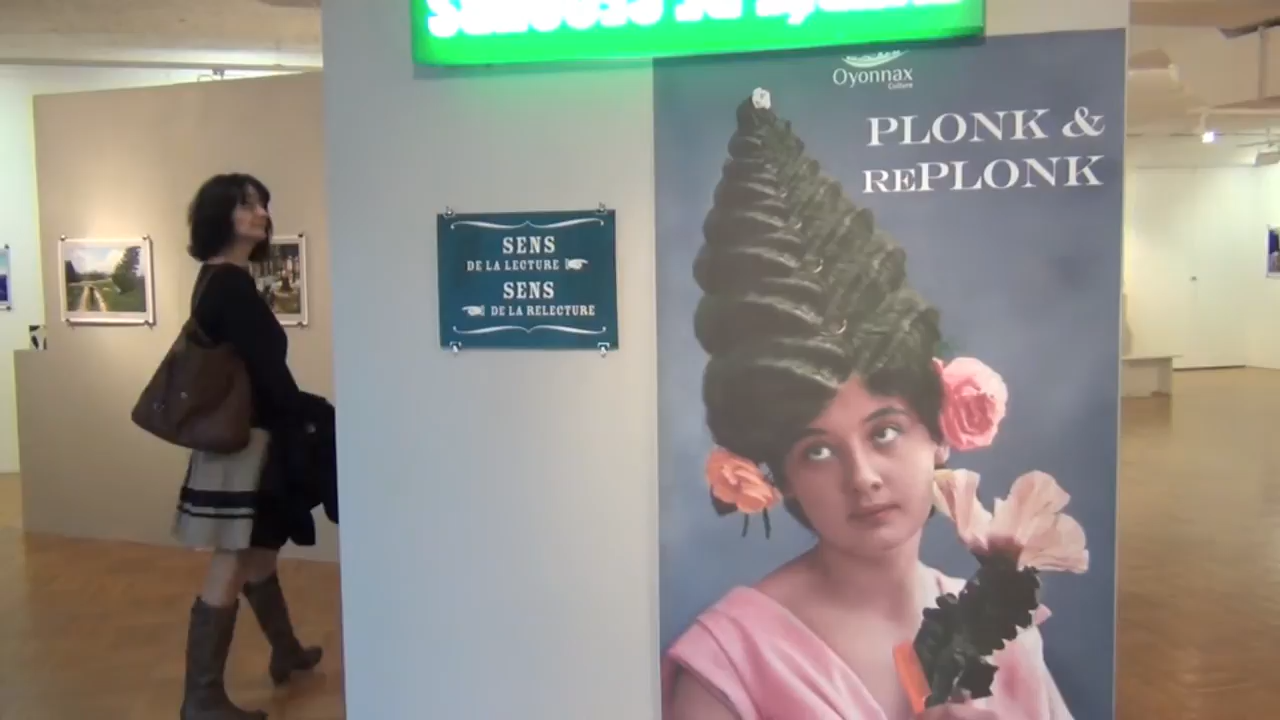 Oyonnax
Culture
PLONK &
REPLONK
SENS
DE LA LECTURE
SENS
DE LA RELECTURE